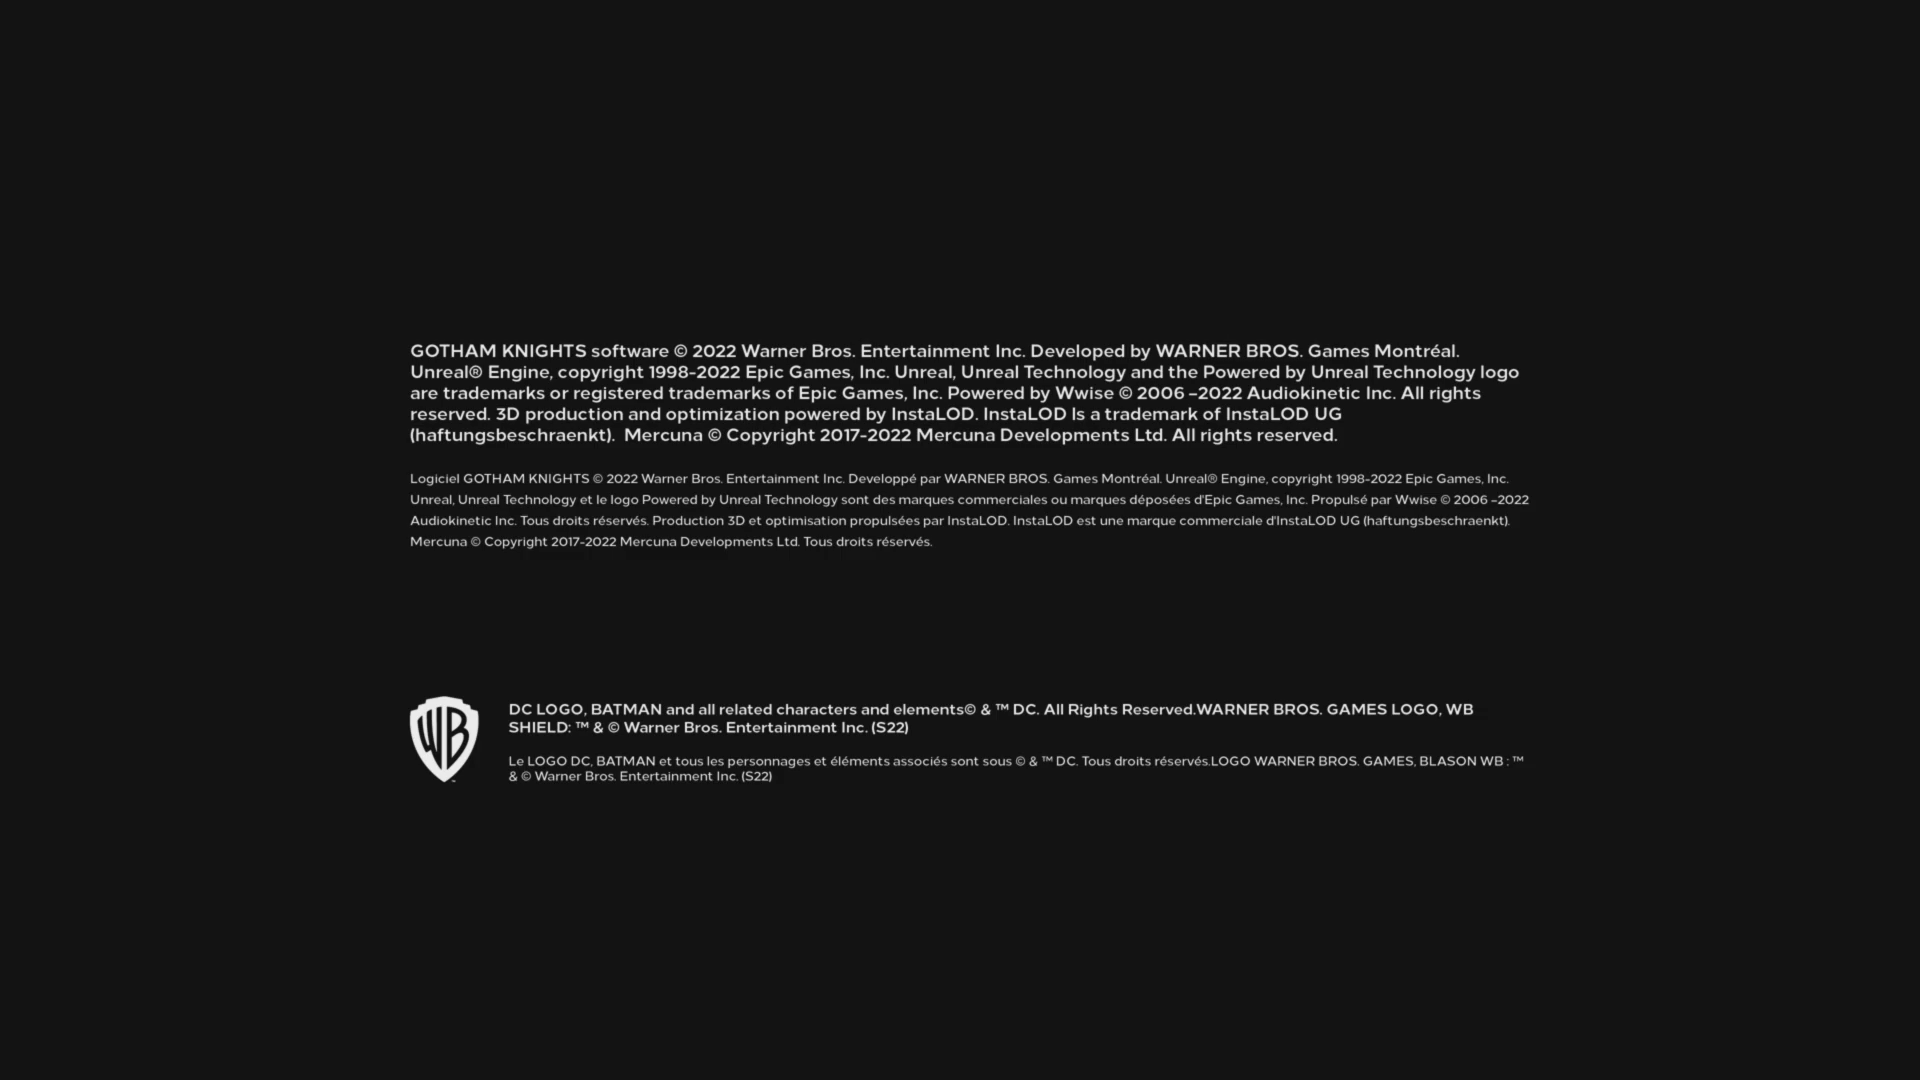 GOTHAM KNIGHTS software © 2022 Warner Bros. Entertainment Inc. Developed by WARNER BROS. Games Montréal.
Unreal® Engine, copyright 1998-2022 Epic Games, Inc. Unreal, Unreal Technology and the Powered by Unreal Technology logo
are trademarks or registered trademarks of Epic Games, Inc. Powered by Wwise © 2006 –2022 Audiokinetic Inc. All rights
reserved. 3D production and optimization powered by InstaLOD. InstaLOD Is a trademark of InstaLOD UG
(haftungsbeschraenkt).  Mercuna © Copyright 2017-2022 Mercuna Developments Ltd. All rights reserved.
Logiciel GOTHAM KNIGHTS © 2022 Warner Bros. Entertainment Inc. Developpé par WARNER BROS. Games Montréal. Unreal® Engine, copyright 1998-2022 Epic Games, Inc.
Unreal, Unreal Technology et le logo Powered by Unreal Technology sont des marques commerciales ou marques déposées d'Epic Games, Inc. Propulsé par Wwise © 2006 –2022
Audiokinetic Inc. Tous droits réservés. Production 3D et optimisation propulsées par InstaLOD. InstaLOD est une marque commerciale d'InstaLOD UG (haftungsbeschraenkt).
Mercuna © Copyright 2017-2022 Mercuna Developments Ltd. Tous droits réservés.
WB
DC LOGO, BATMAN and all related characters and elements© & ™ DC. All Rights Reserved.WARNER BROS. GAMES LOGO, WB
SHIELD: ™ & © Warner Bros. Entertainment Inc. (S22)
Le LOGO DC, BATMAN et tous les personnages et éléments associés sont sous © & ™ DC. Tous droits réservés.LOGO WARNER BROS. GAMES, BLASON WB : ™
& © Warner Bros. Entertainment Inc. (S22)